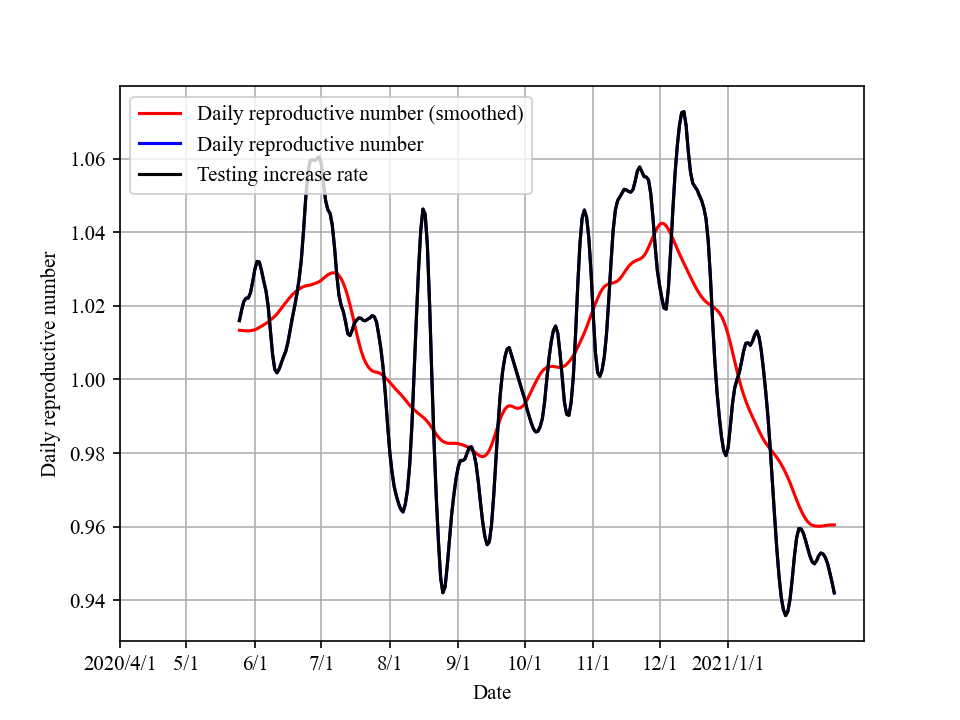 Daily reproductive number (smoothed)
Daily reproductive number
Testing increase rate
Daily reproductive number
1.06
1.04
1.02
1.00
0.98
0.96
0.94
2020/4/1 5/1 6/1 7/1 8/1 9/1 10/1 11/1 12/1 2021/1/1
Date